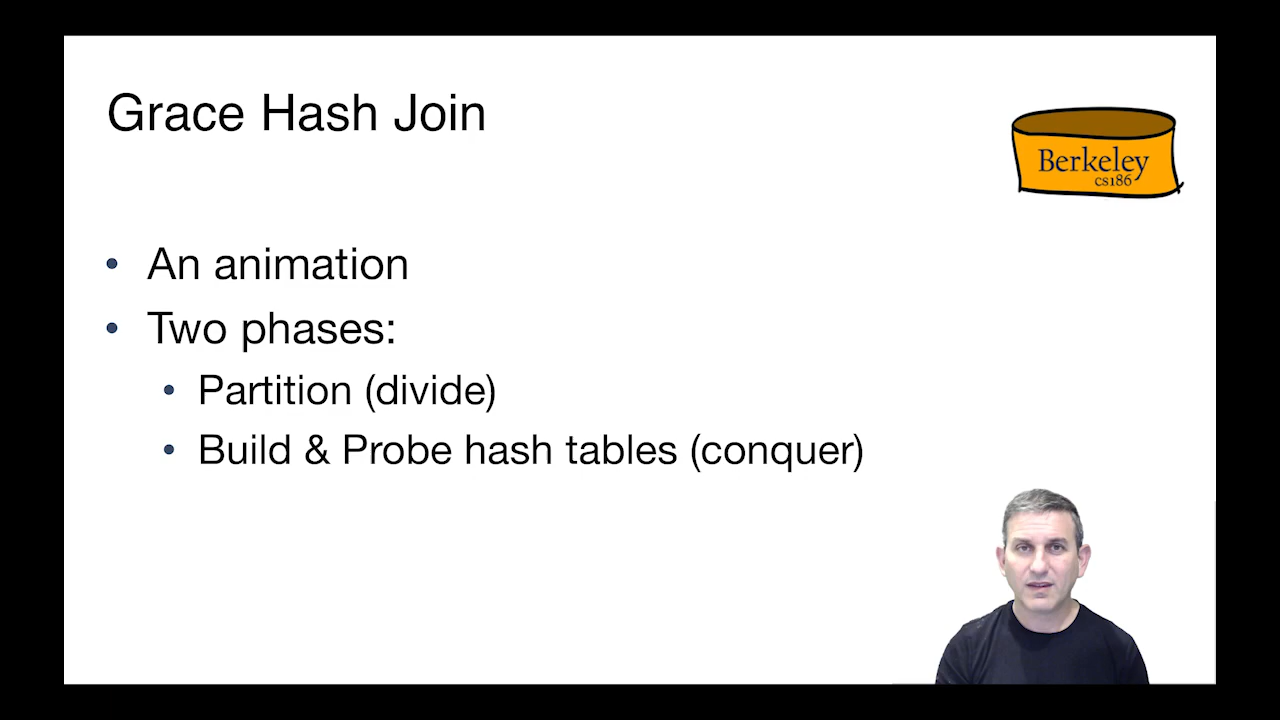 Grace Hash Join
Berkeley
cs186
• An animation
• Two phases:
• Partition (divide)
• Build & Probe hash tables (conquer)